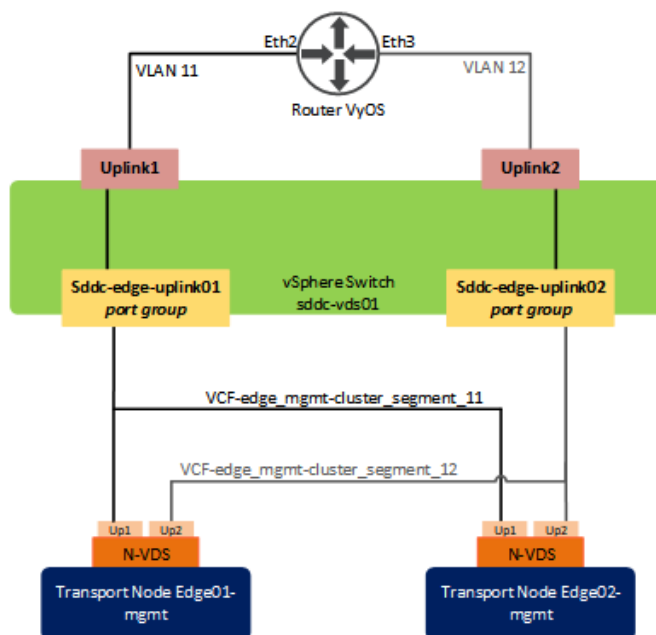 Eth2
Eth3
VLAN 11
VLAN 12
Router VyOS
Uplink1
Uplink2
Sddc-edge-uplink01
port group
vSphere Switch
sddc-vds01
Sddc-edge-uplink02
port group
VCF-edge_mgmt-cluster_segment_11
VCF-edge_mgmt-cluster_segment_12
Up1
Up2
Up1
Up2
N-VDS
N-VDS
Transport Node Edge01-
mgmt
Transport Node Edge02-
mgmt